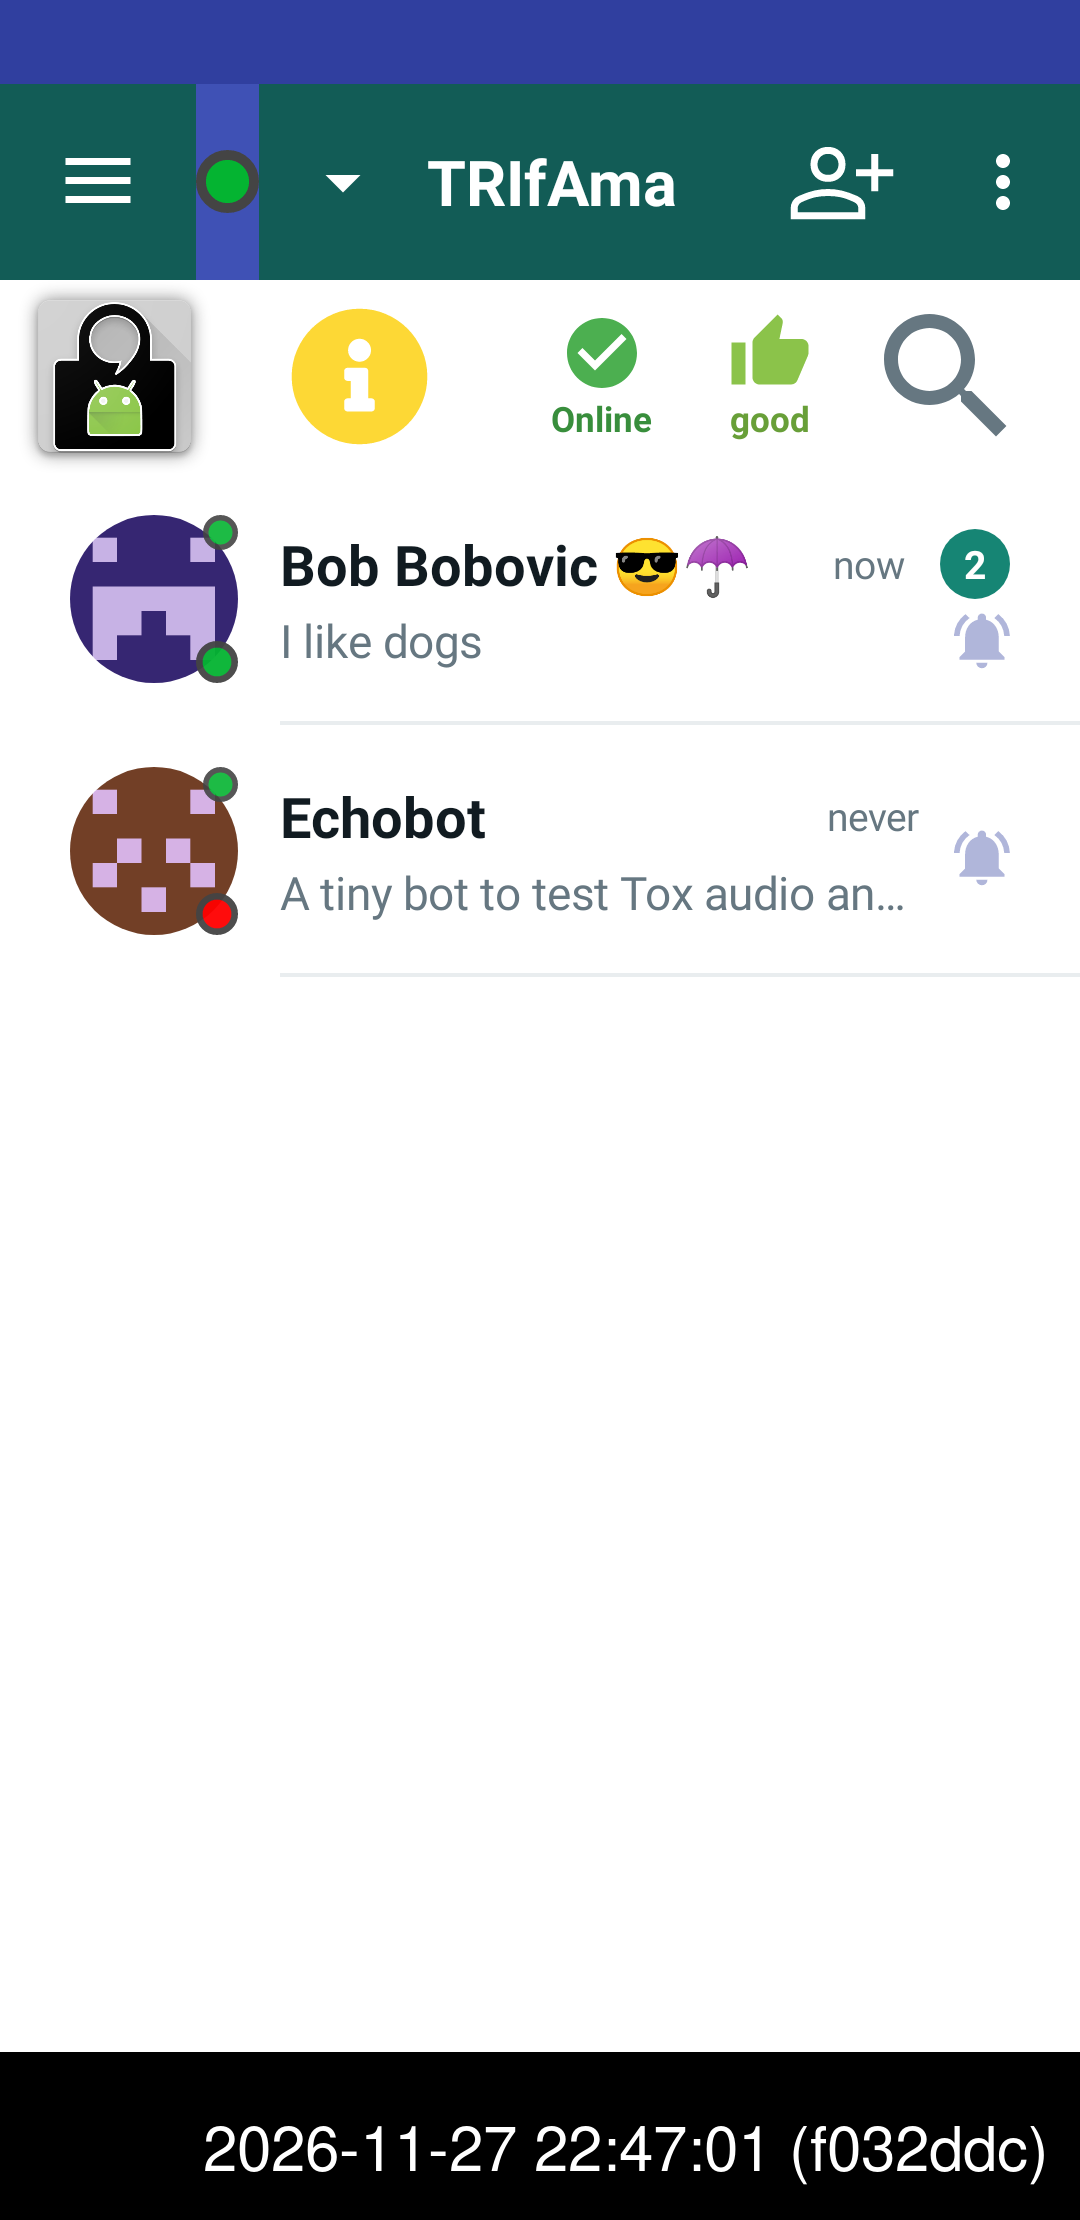 TRIfAma
Online
good
Bob Bobovic 😎☂
now
2
I like dogs
Echobot
never
A tiny bot to test Tox audio an…
2026-11-27 22:47:01 (f032ddc)